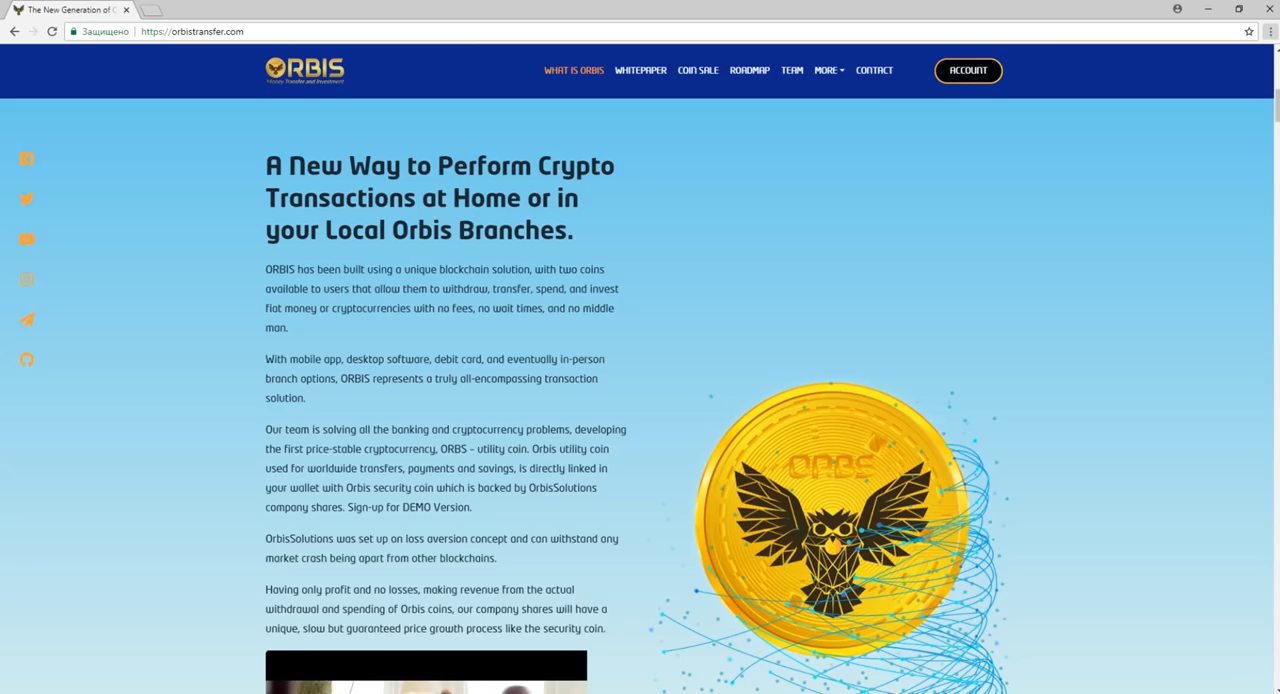 The New Generation of C
Защищено
https://orbistransfer.com
ORBIS
Money Transfer and Investment
WHAT IS ORBIS
WHITEPAPER
COIN SALE
ROADMAP
TEAM
MORE
CONTACT
ACCOUNT
A New Way to Perform Crypto
Transactions at Home or in
your Local Orbis Branches.
ORBIS has been built using a unique blockchain solution, with two coins
available to users that allow them to withdraw, transfer, spend, and invest
fiat money or cryptocurrencies with no fees, no wait times, and no middle
man.
With mobile app, desktop software, debit card, and eventually in-person
branch options, ORBIS represents a truly all-encompassing transaction
solution.
Our team is solving all the banking and cryptocurrency problems, developing
the first price-stable cryptocurrency, ORBS - utility coin. Orbis utility coin
used for worldwide transfers, payments and savings, is directly linked in
your wallet with Orbis security coin which is backed by OrbisSolutions
company shares. Sign-up for DEMO Version.
OrbisSolutions was set up on loss aversion concept and can withstand any
market crash being apart from other blockchains.
Having only profit and no losses, making revenue from the actual
withdrawal and spending of Orbis coins, our company shares will have a
unique, slow but guaranteed price growth process like the security coin.
ORBS